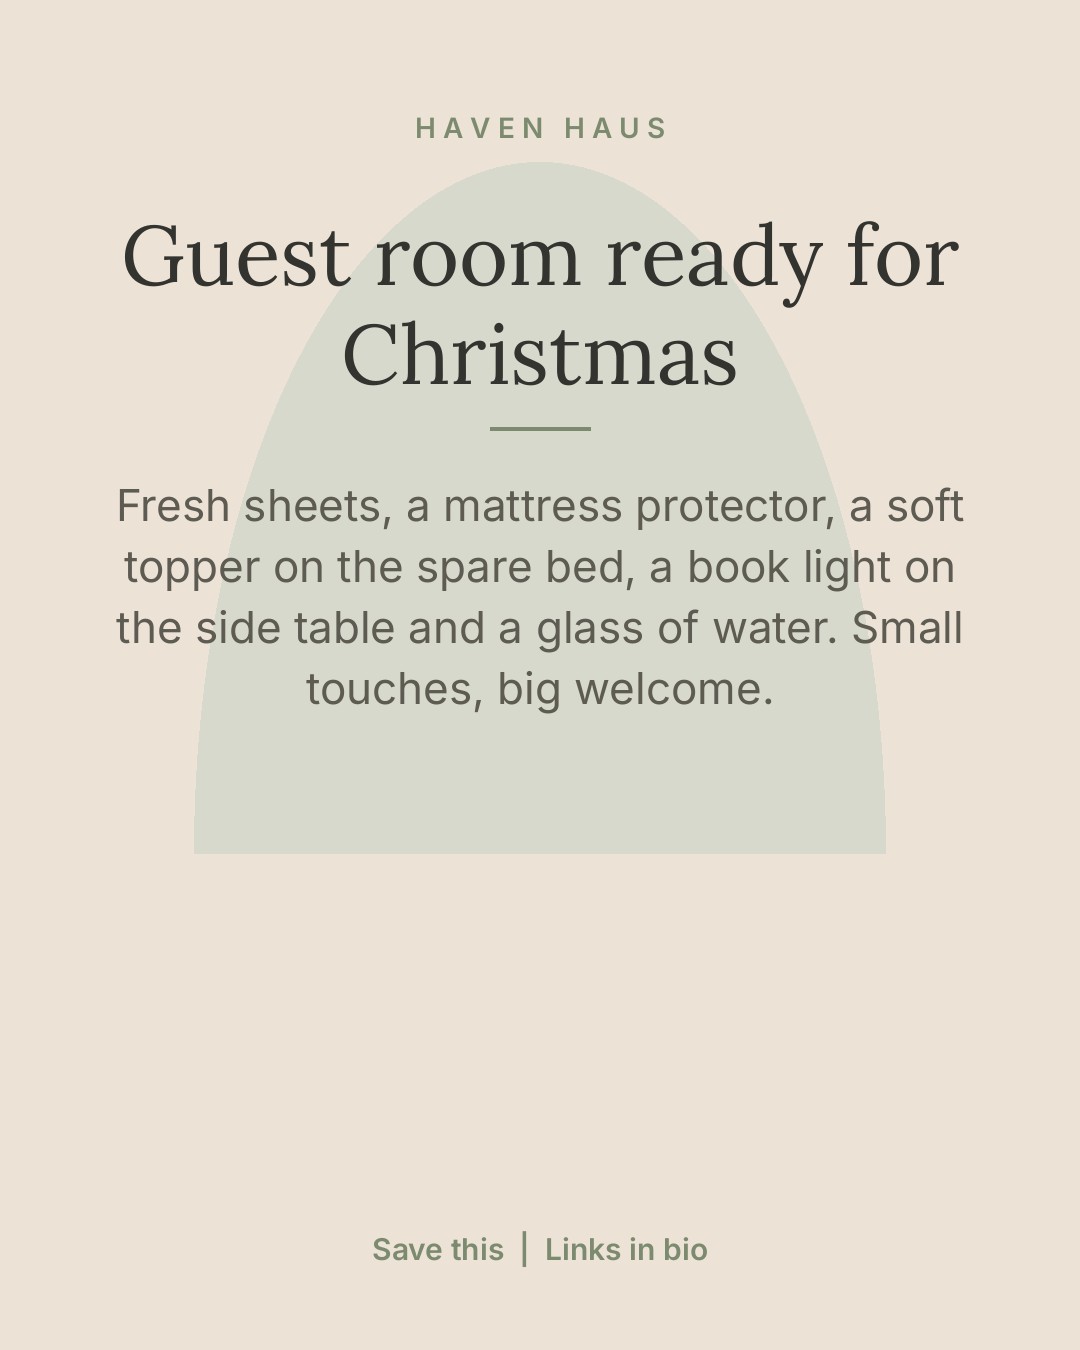 HAVEN HAUS
Guest room ready for
Christmas
Fresh sheets, a mattress protector, a soft
topper on the spare bed, a book light on
the side table and a glass of water. Small
touches, big welcome.
Save this | Links in bio